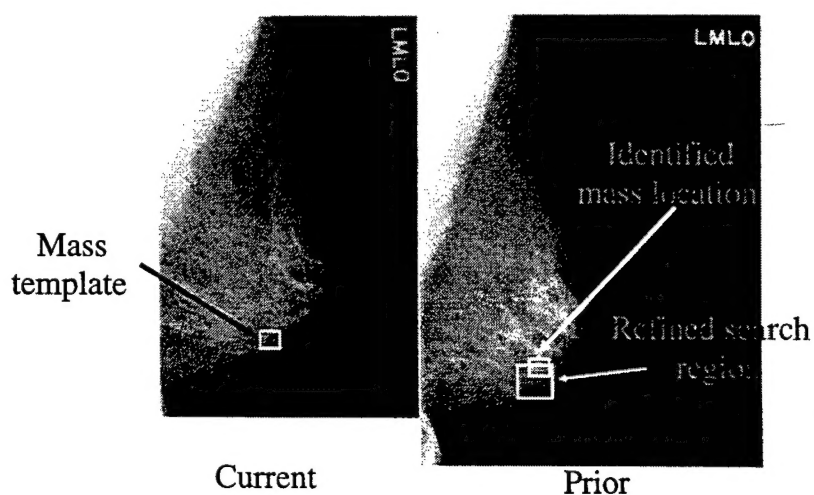 LMLO
LMLO
Identified
mass location
Mass
template
Refined search
region
Current
Prior